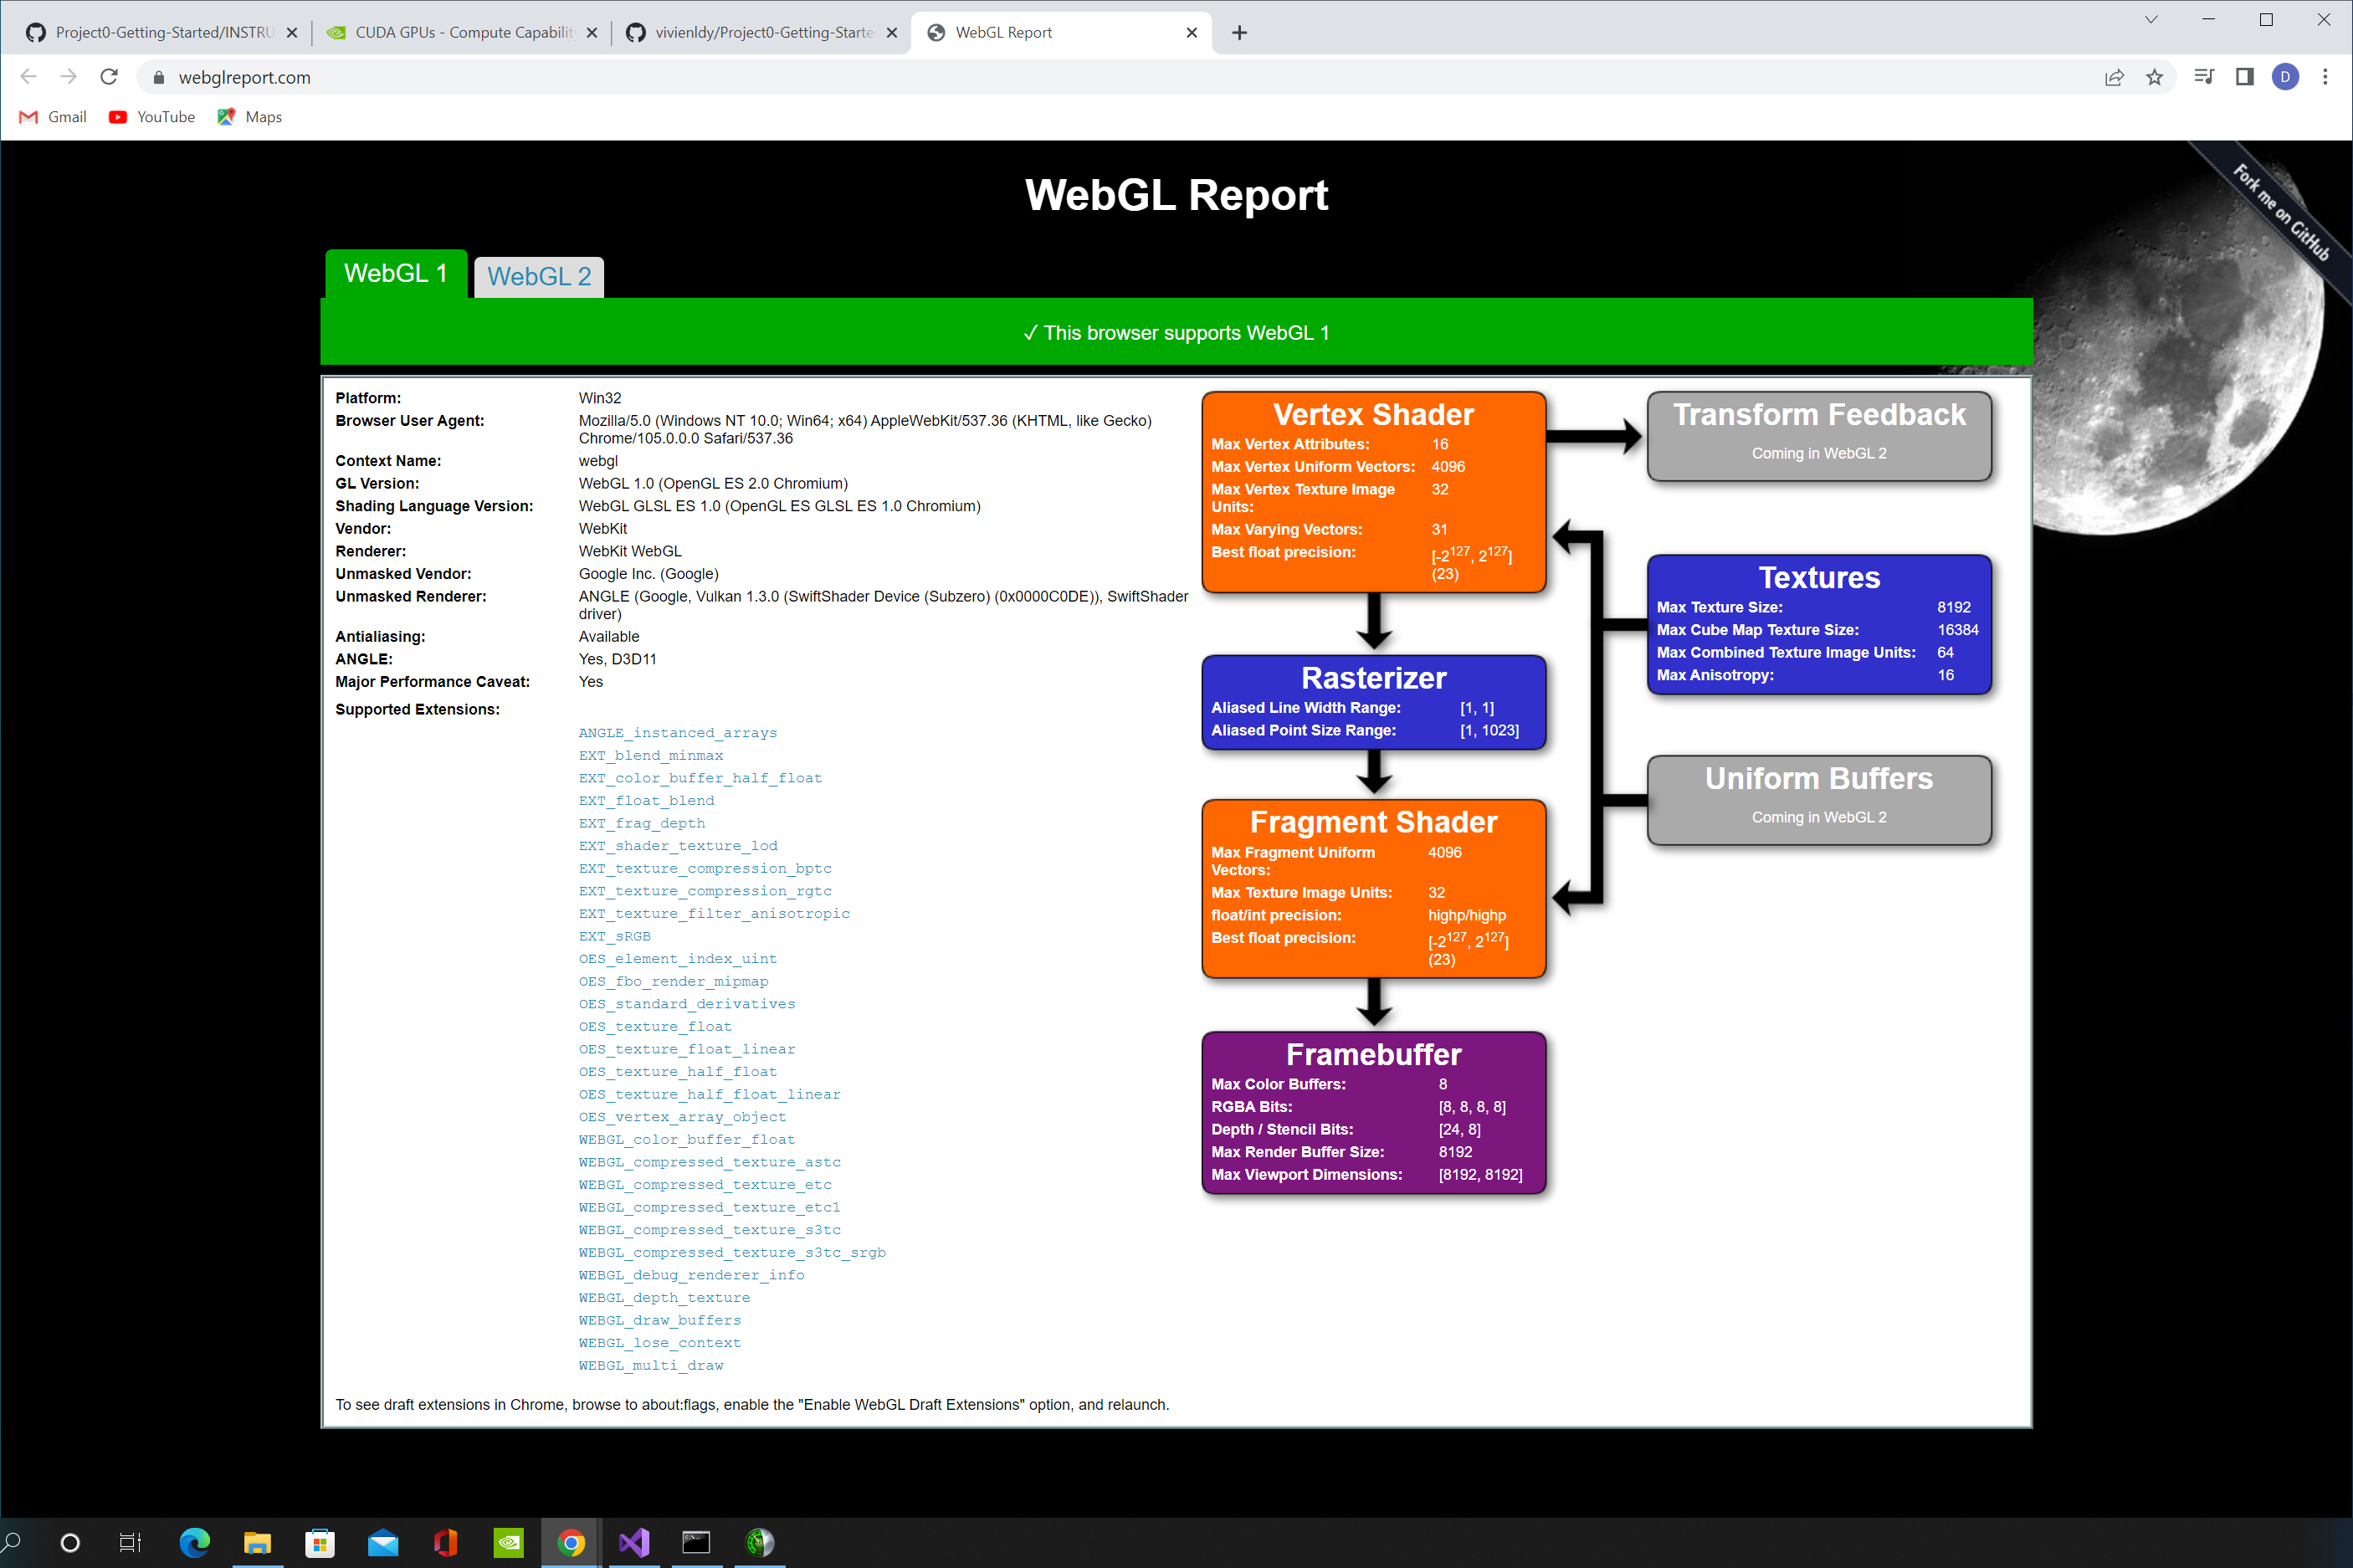 Project0-Getting-Started/INSTRU
CUDA GPUs - Compute Capabilit
vivienldy/Project0-Getting-Starte
WebGL Report
webglreport.com
D
Gmail
YouTube
Maps
Fork me on GitHub
WebGL Report
WebGL 1
WebGL 2
✓ This browser supports WebGL 1
Platform: Win32
Browser User Agent: Mozilla/5.0 (Windows NT 10.0; Win64; x64) AppleWebKit/537.36 (KHTML, like Gecko)
Chrome/105.0.0.0 Safari/537.36
Context Name: webgl
GL Version: WebGL 1.0 (OpenGL ES 2.0 Chromium)
Shading Language Version: WebGL GLSL ES 1.0 (OpenGL ES GLSL ES 1.0 Chromium)
Vendor: WebKit
Renderer: WebKit WebGL
Unmasked Vendor: Google Inc. (Google)
Unmasked Renderer: ANGLE (Google, Vulkan 1.3.0 (SwiftShader Device (Subzero) (0x0000C0DE)), SwiftShader
driver)
Antialiasing: Available
ANGLE: Yes, D3D11
Major Performance Caveat: Yes
Supported Extensions:
ANGLE_instanced_arrays
EXT_blend_minmax
EXT_color_buffer_half_float
EXT_float_blend
EXT_frag_depth
EXT_shader_texture_lod
EXT_texture_compression_bptc
EXT_texture_compression_rgtc
EXT_texture_filter_anisotropic
EXT_sRGB
OES_element_index_uint
OES_fbo_render_mipmap
OES_standard_derivatives
OES_texture_float
OES_texture_float_linear
OES_texture_half_float
OES_texture_half_float_linear
OES_vertex_array_object
WEBGL_color_buffer_float
WEBGL_compressed_texture_astc
WEBGL_compressed_texture_etc
WEBGL_compressed_texture_etc1
WEBGL_compressed_texture_s3tc
WEBGL_compressed_texture_s3tc_srgb
WEBGL_debug_renderer_info
WEBGL_depth_texture
WEBGL_draw_buffers
WEBGL_lose_context
WEBGL_multi_draw
To see draft extensions in Chrome, browse to about:flags, enable the "Enable WebGL Draft Extensions" option, and relaunch.
Vertex Shader
Max Vertex Attributes: 16
Max Vertex Uniform Vectors: 4096
Max Vertex Texture Image 32
Units:
Max Varying Vectors: 31
Best float precision: [-2^127, 2^127]
(23)
Transform Feedback
Coming in WebGL 2
Textures
Max Texture Size: 8192
Max Cube Map Texture Size: 16384
Max Combined Texture Image Units: 64
Max Anisotropy: 16
Rasterizer
Aliased Line Width Range: [1, 1]
Aliased Point Size Range: [1, 1023]
Uniform Buffers
Coming in WebGL 2
Fragment Shader
Max Fragment Uniform 4096
Vectors:
Max Texture Image Units: 32
float/int precision: highp/highp
Best float precision: [-2^127, 2^127]
(23)
Framebuffer
Max Color Buffers: 8
RGBA Bits: [8, 8, 8, 8]
Depth / Stencil Bits: [24, 8]
Max Render Buffer Size: 8192
Max Viewport Dimensions: [8192, 8192]